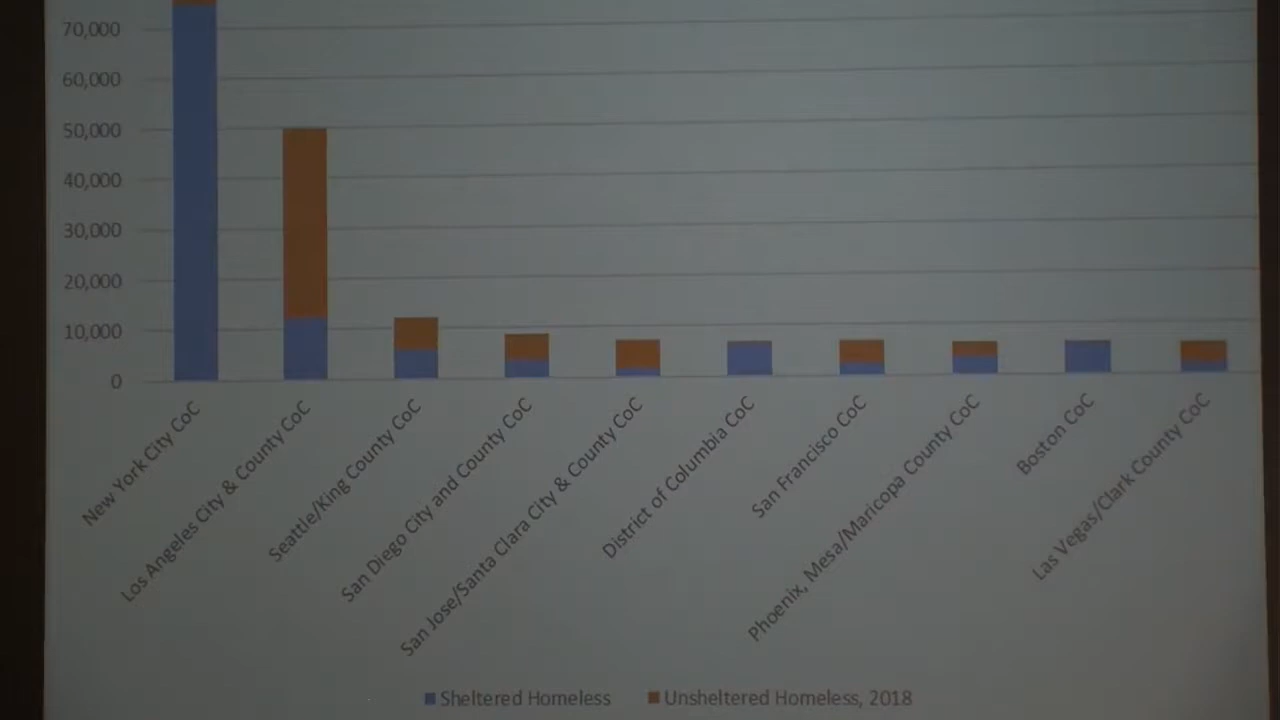 70,000
60,000
50,000
40,000
30,000
20,000
10,000
0
New York City CoC
Los Angeles City & County CoC
Seattle/King County CoC
San Diego City and County CoC
San Jose/Santa Clara City & County CoC
District of Columbia CoC
San Francisco CoC
Phoenix, Mesa/Maricopa County CoC
Boston CoC
Las Vegas/Clark County CoC
Sheltered Homeless
Unsheltered Homeless, 2018